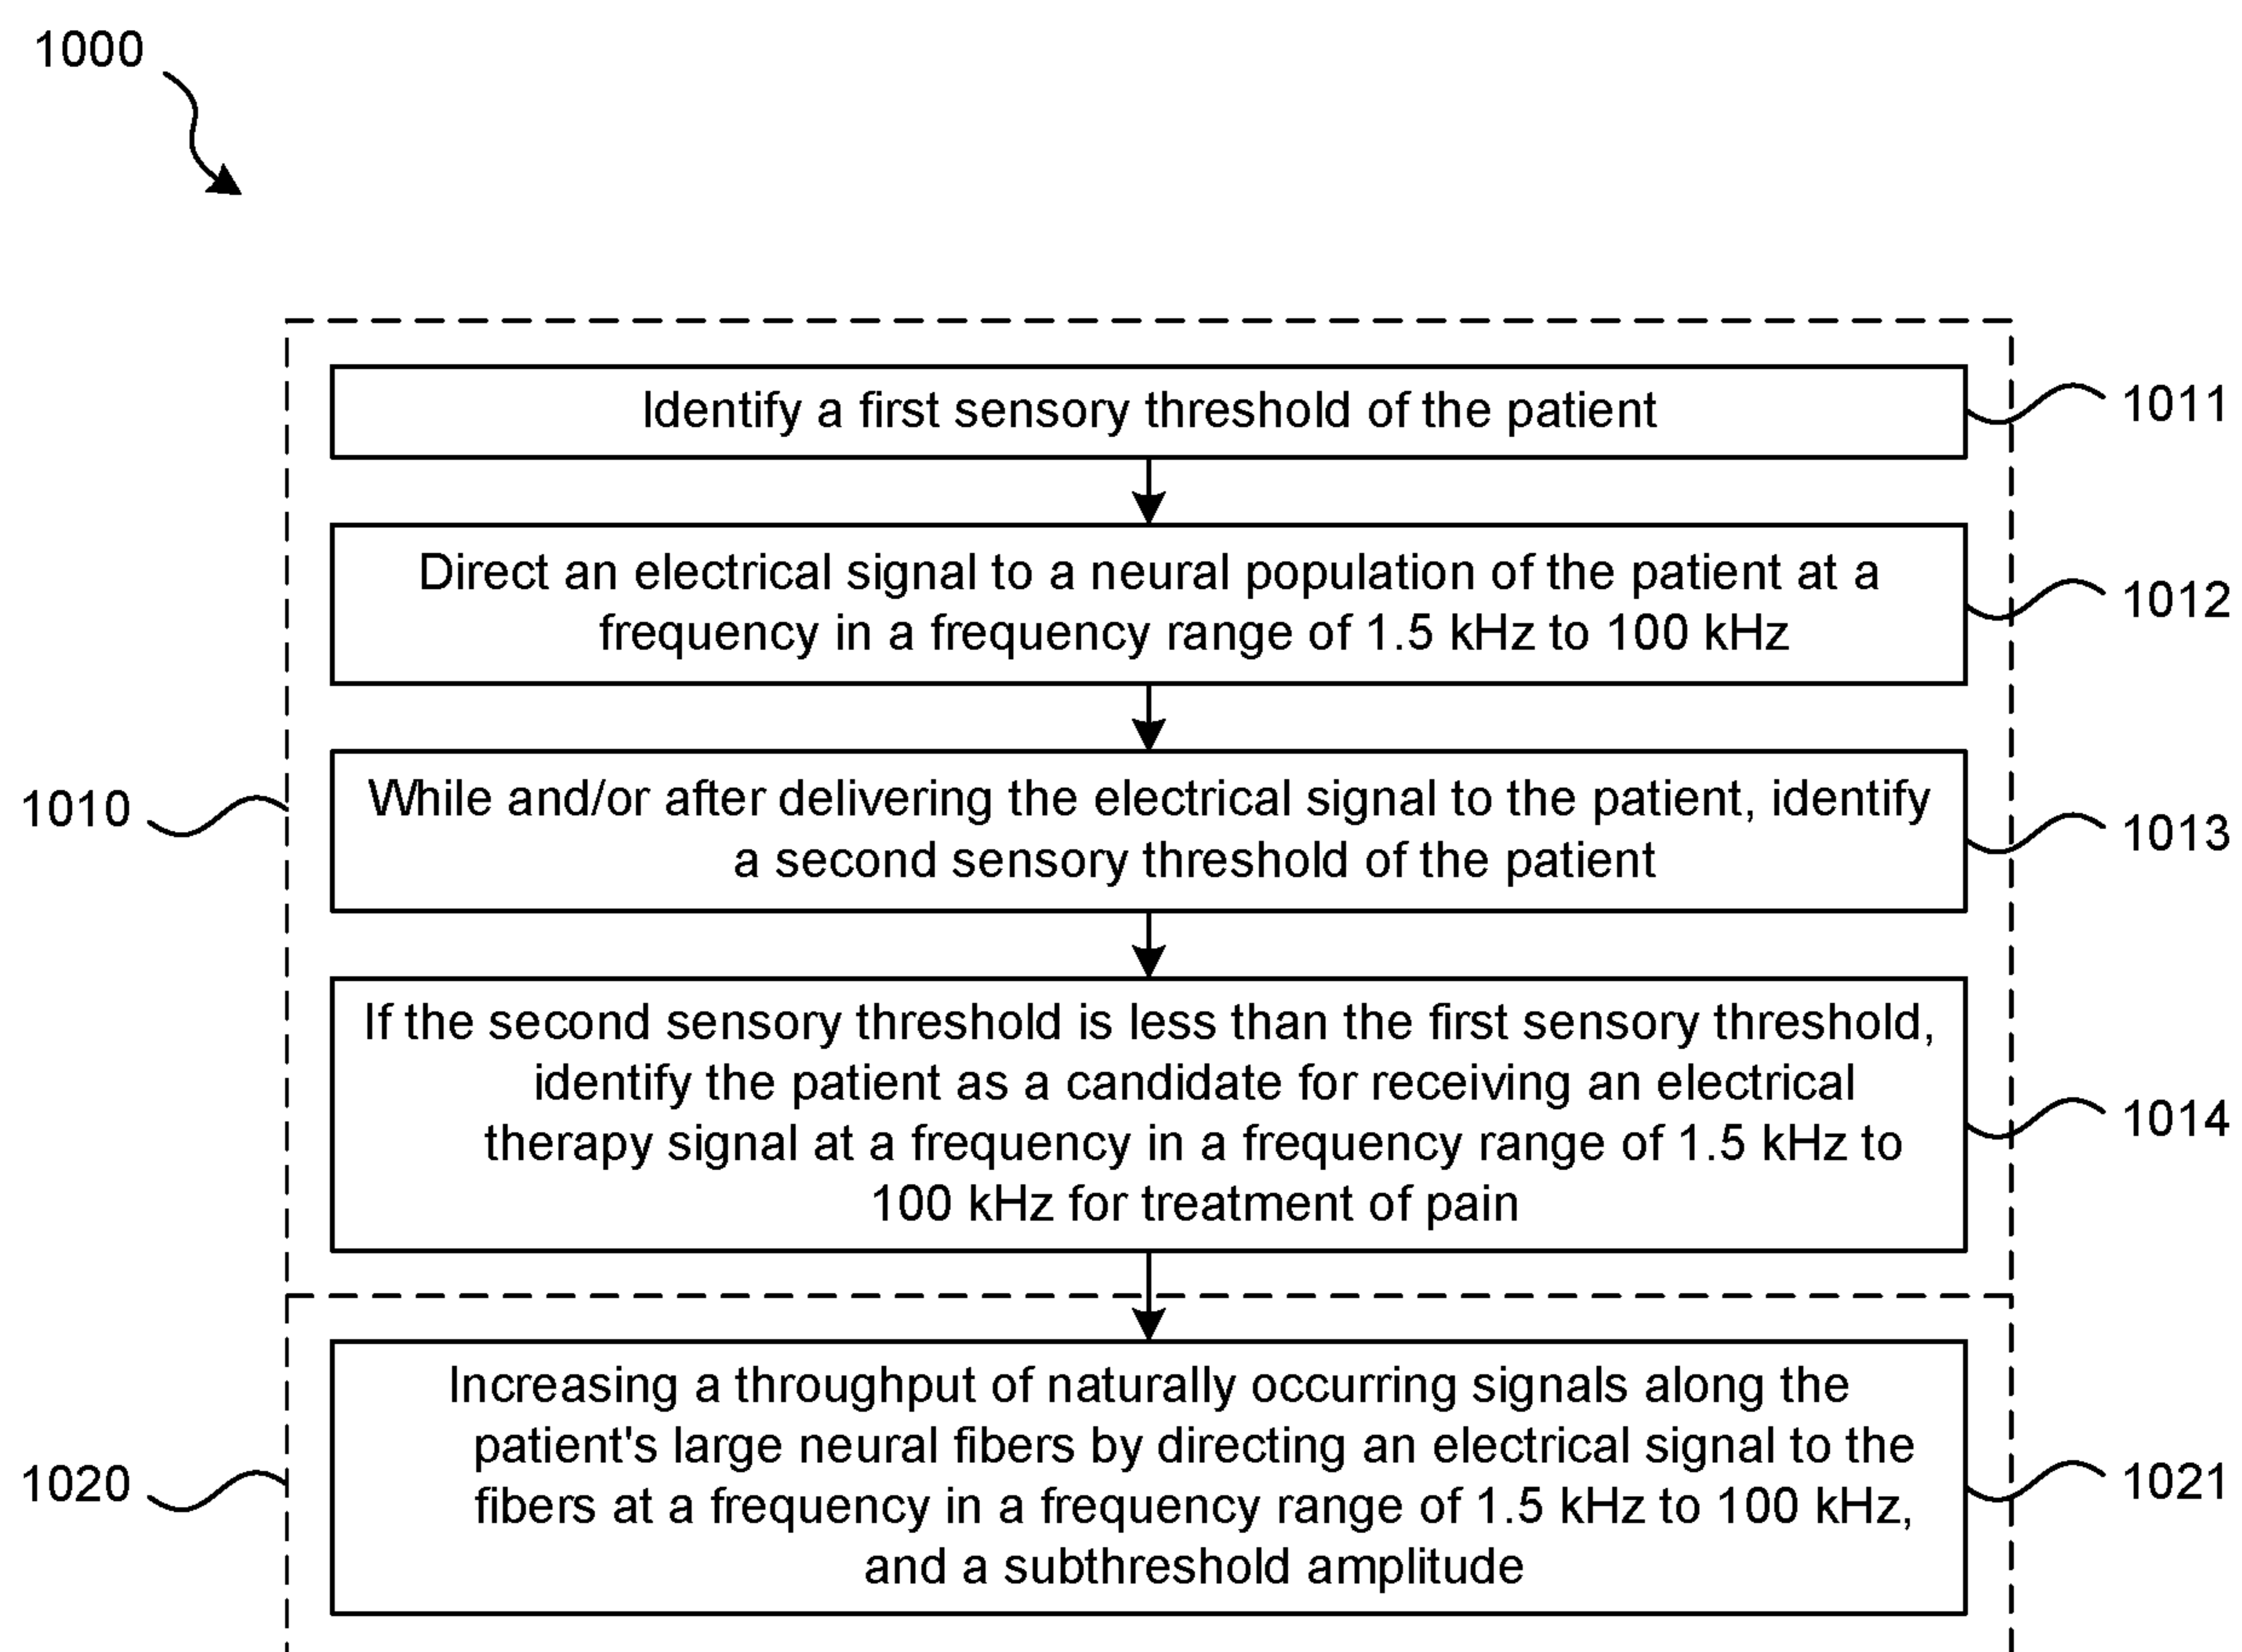 1000
Identify a first sensory threshold of the patient
1011
Direct an electrical signal to a neural population of the patient at a
frequency in a frequency range of 1.5 kHz to 100 kHz
1012
While and/or after delivering the electrical signal to the patient, identify
a second sensory threshold of the patient
1010
1013
If the second sensory threshold is less than the first sensory threshold,
identify the patient as a candidate for receiving an electrical
therapy signal at a frequency in a frequency range of 1.5 kHz to
100 kHz for treatment of pain
1014
Increasing a throughput of naturally occurring signals along the
patient's large neural fibers by directing an electrical signal to the
fibers at a frequency in a frequency range of 1.5 kHz to 100 kHz,
and a subthreshold amplitude
1020
1021